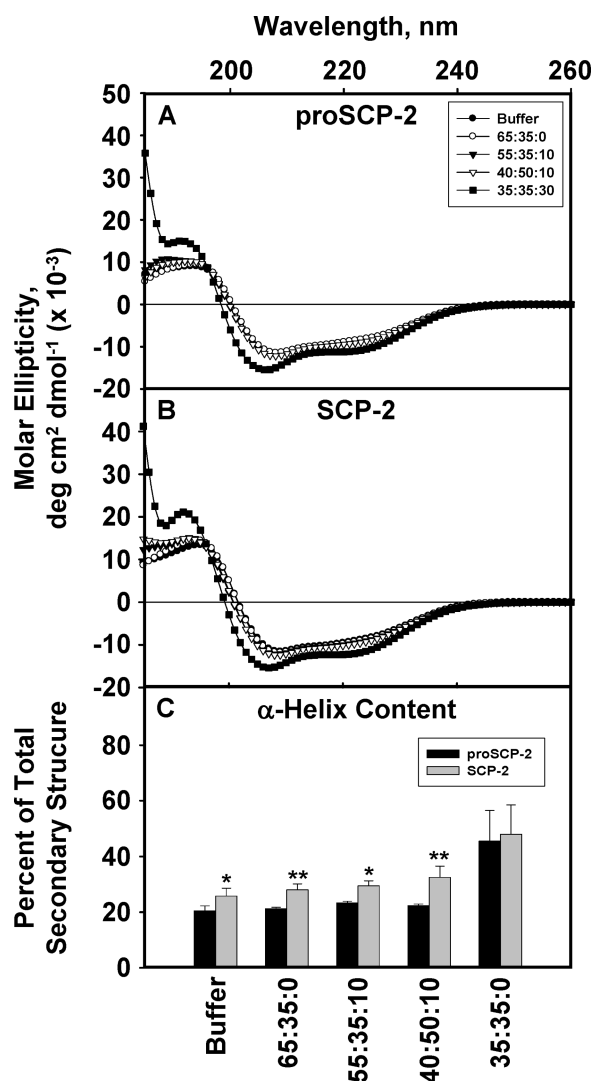 Wavelength, nm
200 220 240 260
Molar Ellipticity,
deg cm² dmol⁻¹ (x 10⁻³)
50
40
30
20
10
0
-10
-20
A
proSCP-2
Buffer
65:35:0
55:35:10
40:50:10
35:35:30
40
30
20
10
0
-10
-20
B
SCP-2
Percent of Total
Secondary Strucure
80
60
40
20
0
C
α-Helix Content
proSCP-2
SCP-2
* ** * **
Buffer
65:35:0
55:35:10
40:50:10
35:35:0